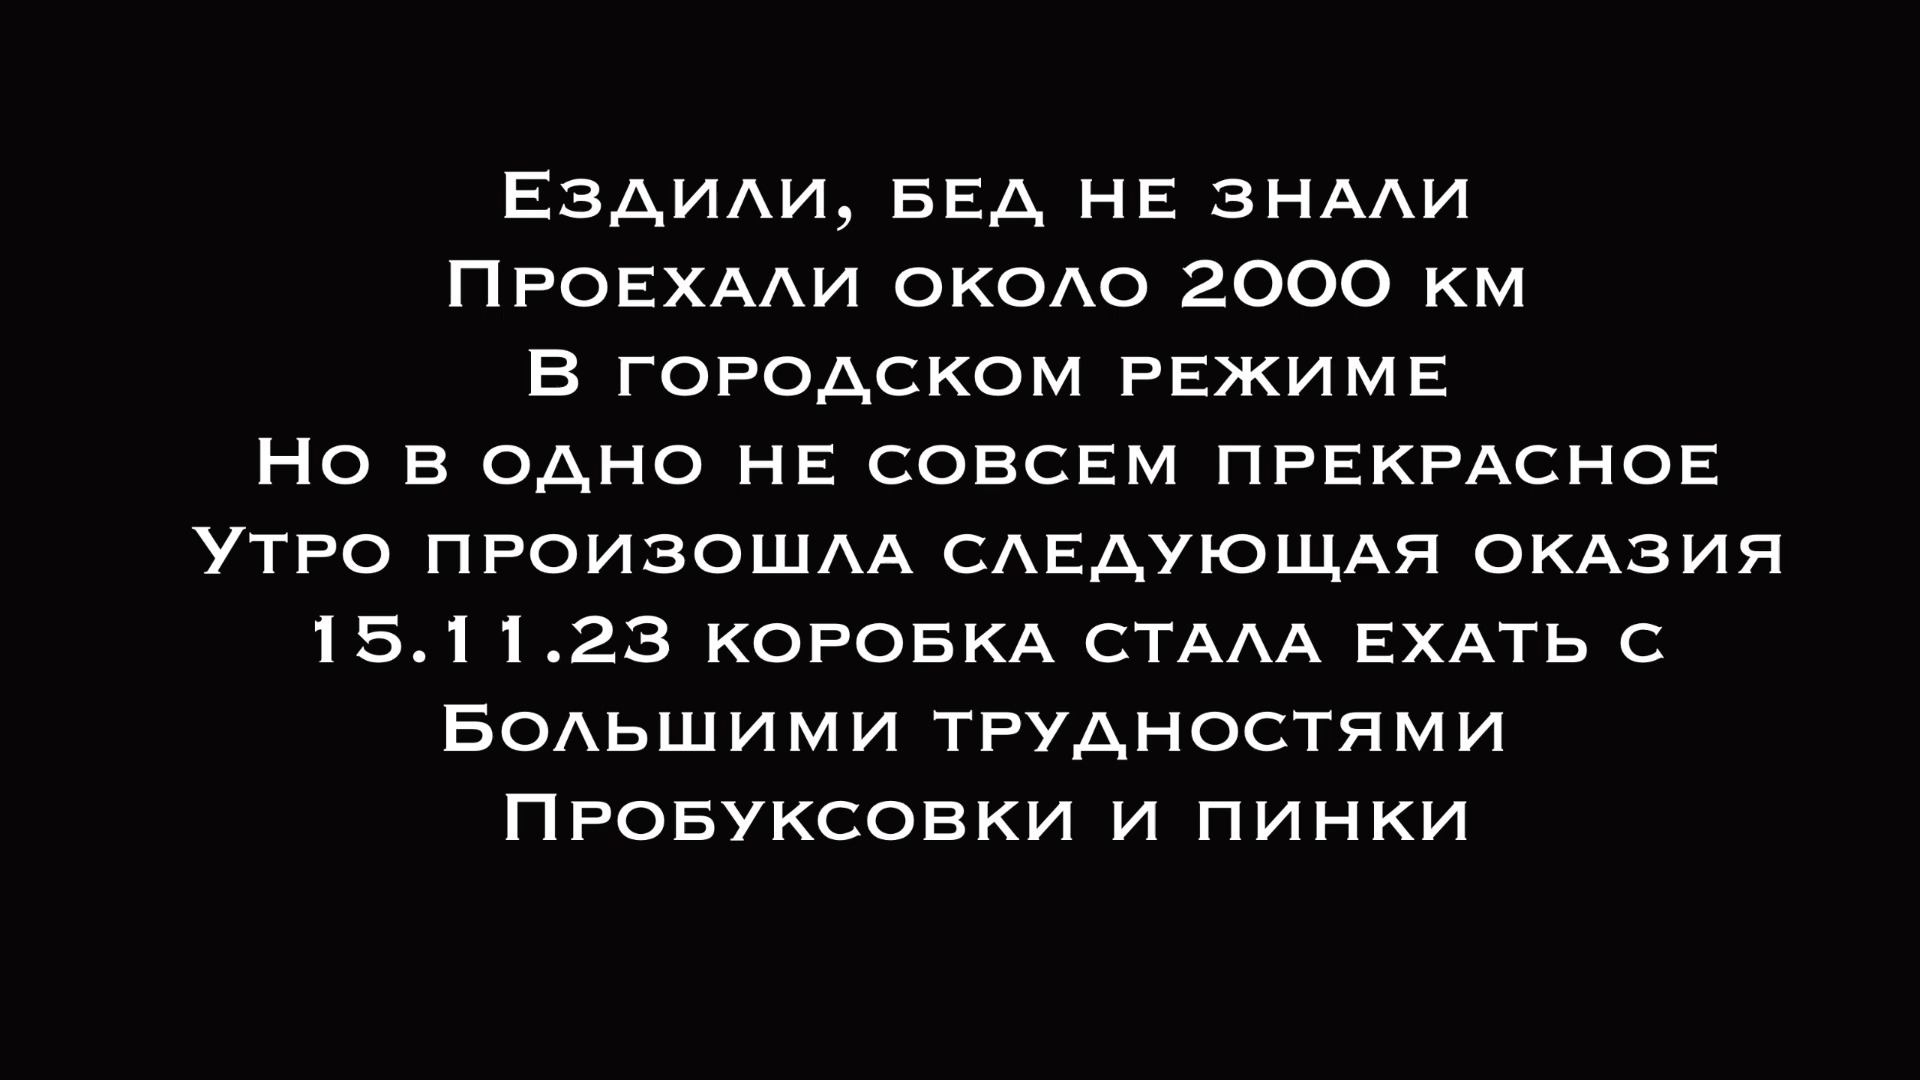 Ездили, бед не знали
Проехали около 2000 км
В городском режиме
Но в одно не совсем прекрасное
Утро произошла следующая оказия
15.11.23 коробка стала ехать с
Большими трудностями
Пробуксовки и пинки